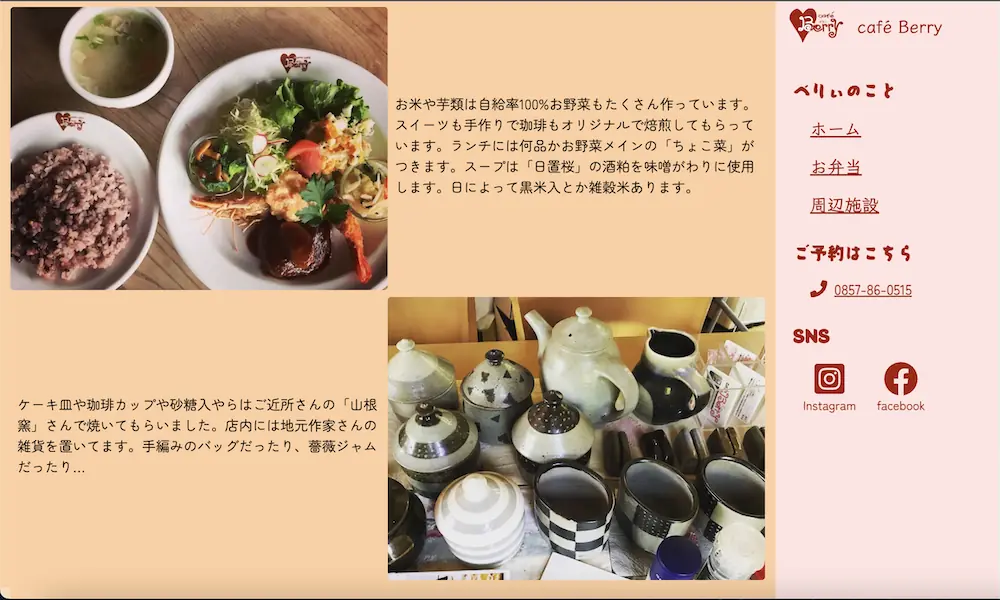 お米や芋類は自給率100%お野菜もたくさん作っています。
スイーツも手作りで珈琲もオリジナルで焙煎してもらって
います。ランチには何品かお野菜メインの「ちょこ菜」が
つきます。スープは「日置桜」の酒粕を味噌がわりに使用
します。日によって黒米入とか雑穀米あります。
ケーキ皿や珈琲カップや砂糖入やらはご近所さんの「山根
窯」さんで焼いてもらいました。店内には地元作家さんの
雑貨を置いてます。手編みのバッグだったり、薔薇ジャム
だったり...
café Berry
café Berry
べりぃのこと
ホーム
お弁当
周辺施設
ご予約はこちら
0857-86-0515
SNS
Instagram
facebook